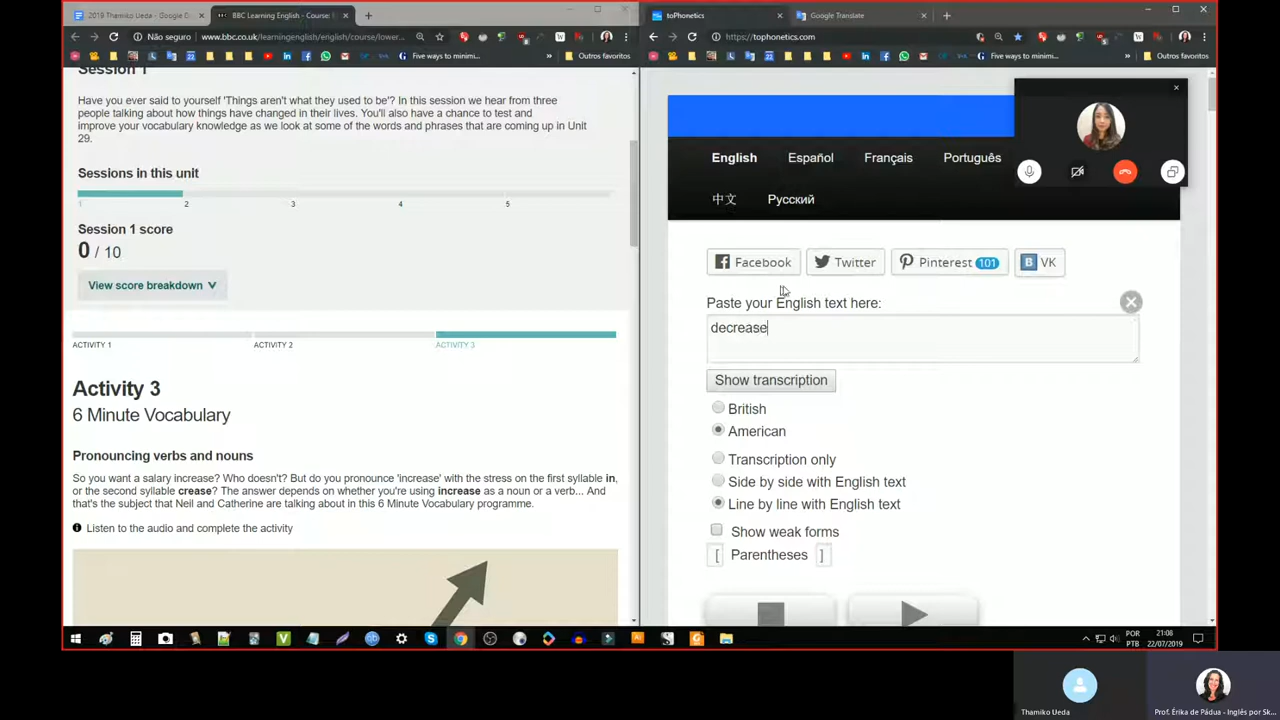 2019 Thamiko Ueda - Google D
BBC Learning English - Course: l
Não seguro
www.bbc.co.uk/learningenglish/english/course/lower...
Five ways to minimi...
Outros favoritos
Session 1
Have you ever said to yourself 'Things aren't what they used to be'? In this session we hear from three
people talking about how things have changed in their lives. You'll also have a chance to test and
improve your vocabulary knowledge as we look at some of the words and phrases that are coming up in Unit
29.
Sessions in this unit
1 2 3 4 5
Session 1 score
0 / 10
View score breakdown
ACTIVITY 1 ACTIVITY 2 ACTIVITY 3
Activity 3
6 Minute Vocabulary
Pronouncing verbs and nouns
So you want a salary increase? Who doesn't? But do you pronounce 'increase' with the stress on the first syllable in,
or the second syllable crease? The answer depends on whether you're using increase as a noun or a verb... And
that's the subject that Neil and Catherine are talking about in this 6 Minute Vocabulary programme.
Listen to the audio and complete the activity
toPhonetics
Google Translate
https://tophonetics.com
Five ways to minimi...
Outros favoritos
English Español Français Português
中文 Русский
Facebook Twitter Pinterest 101 VK
Paste your English text here:
decrease
Show transcription
British
American
Transcription only
Side by side with English text
Line by line with English text
Show weak forms
[ Parentheses ]
POR
PTB
21:08
22/07/2019
Thamiko Ueda
Prof. Érika de Pádua - Inglês por Sk...